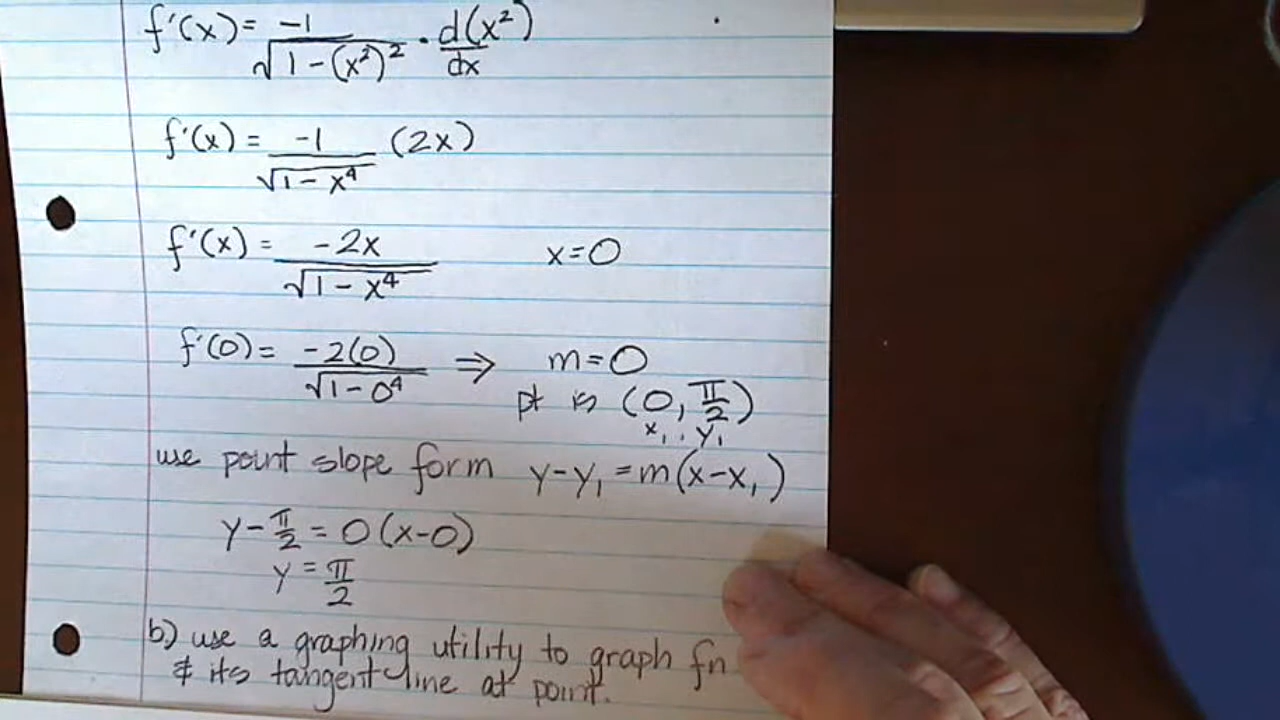 f'(x) = -1/√(1-(x²)²) · d(x²)/dx
f'(x) = -1/√(1-x⁴) (2x)
f'(x) = -2x/√(1-x⁴) x=0
f'(0) = -2(0)/√(1-0⁴) ⇒ m=0
pt is (0, π/2)
x₁, y₁
use point slope form y-y₁ = m(x-x₁)
y - π/2 = 0(x-0)
y = π/2
b) use a graphing utility to graph fn
& its tangent line at point.